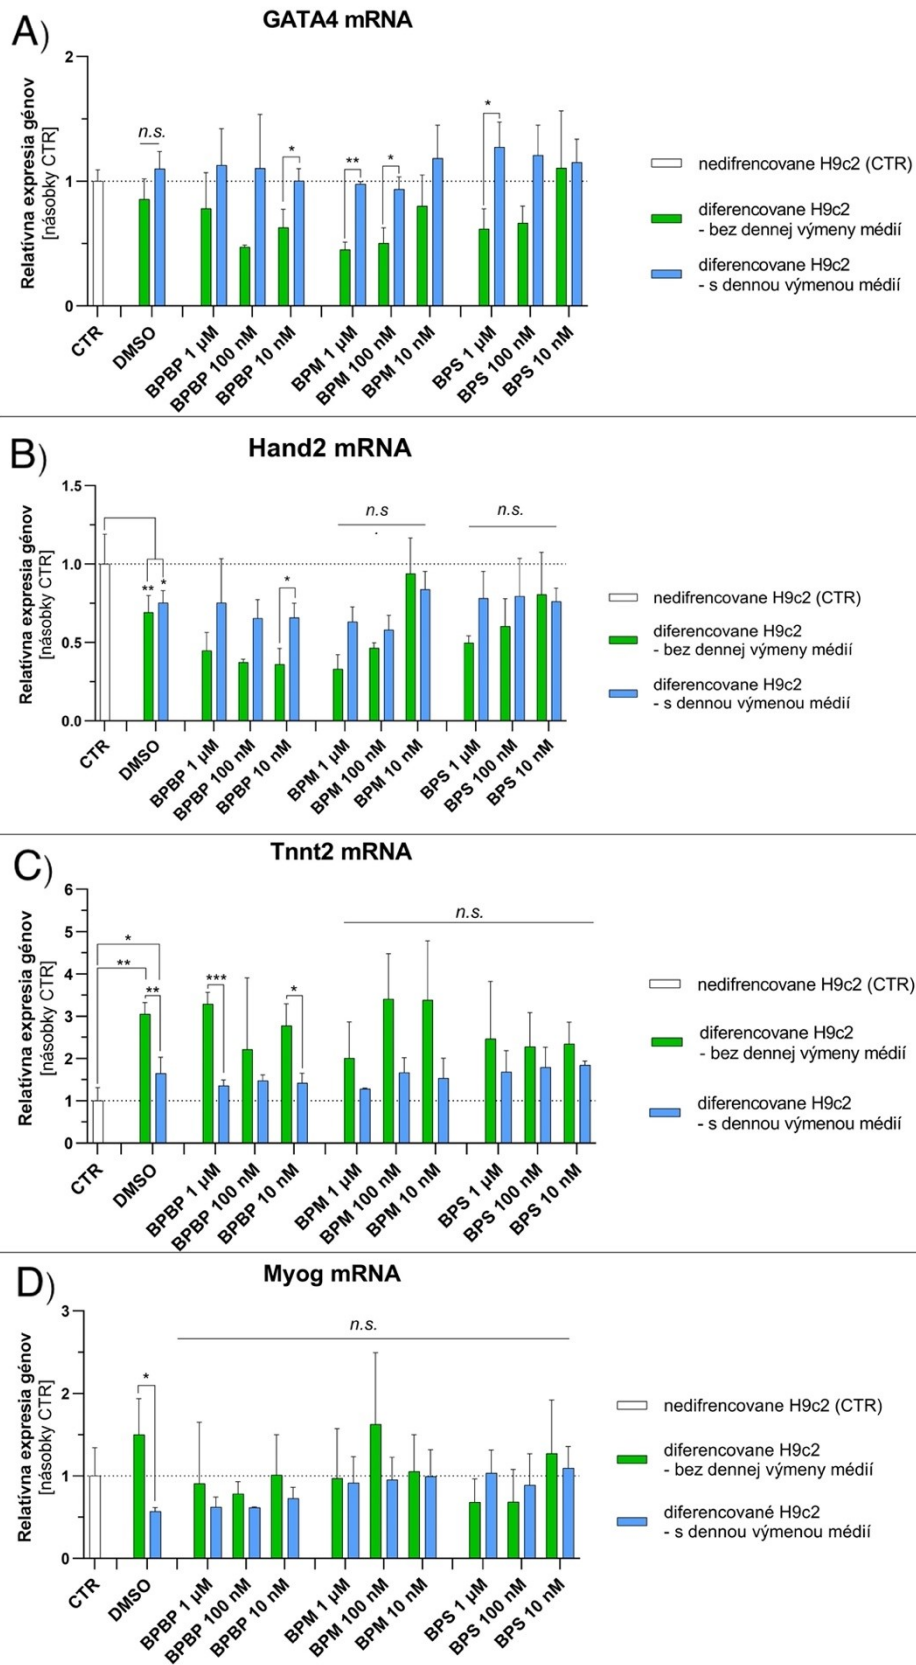 A)
GATA4 mRNA
Relatívna expresia génov
[násobky CTR]
2
1
0
n.s.
*
**
*
*
CTR
DMSO
BPBP 1 µM
BPBP 100 nM
BPBP 10 nM
BPM 1 µM
BPM 100 nM
BPM 10 nM
BPS 1 µM
BPS 100 nM
BPS 10 nM
nedifrencovane H9c2 (CTR)
diferencovane H9c2
- bez dennej výmeny médií
diferencovane H9c2
- s dennou výmenou médií
B)
Hand2 mRNA
Relatívna expresia génov
[násobky CTR]
1.5
1.0
0.5
0.0
**
*
*
n.s
.
n.s.
CTR
DMSO
BPBP 1 µM
BPBP 100 nM
BPBP 10 nM
BPM 1 µM
BPM 100 nM
BPM 10 nM
BPS 1 µM
BPS 100 nM
BPS 10 nM
nedifrencovane H9c2 (CTR)
diferencovane H9c2
- bez dennej výmeny médií
diferencovane H9c2
- s dennou výmenou médií
C)
Tnnt2 mRNA
Relatívna expresia génov
[násobky CTR]
6
5
4
3
2
1
0
*
**
**
***
*
n.s.
CTR
DMSO
BPBP 1 µM
BPBP 100 nM
BPBP 10 nM
BPM 1 µM
BPM 100 nM
BPM 10 nM
BPS 1 µM
BPS 100 nM
BPS 10 nM
nedifrencovane H9c2 (CTR)
diferencovane H9c2
- bez dennej výmeny médií
diferencovane H9c2
- s dennou výmenou médií
D)
Myog mRNA
Relatívna expresia génov
[násobky CTR]
3
2
1
0
*
n.s.
CTR
DMSO
BPBP 1 µM
BPBP 100 nM
BPBP 10 nM
BPM 1 µM
BPM 100 nM
BPM 10 nM
BPS 1 µM
BPS 100 nM
BPS 10 nM
nedifrencovane H9c2 (CTR)
diferencovane H9c2
- bez dennej výmeny médií
diferencované H9c2
- s dennou výmenou médií